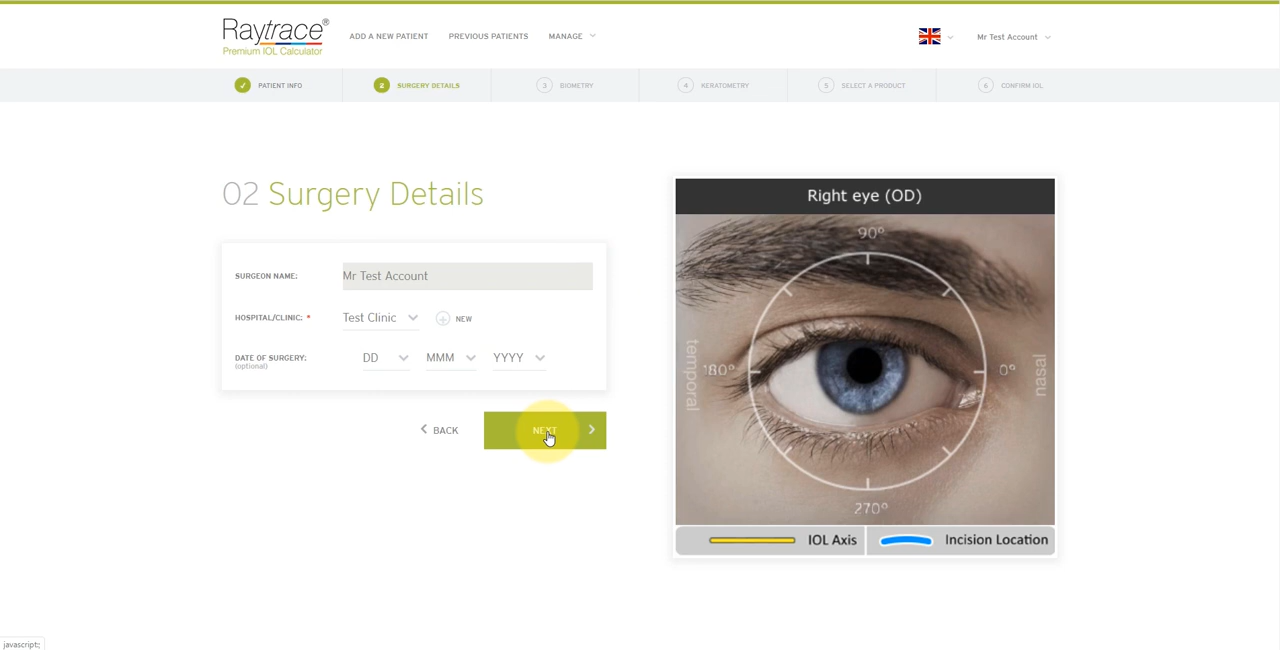 Raytrace®
Premium IOL Calculator
ADD A NEW PATIENT
PREVIOUS PATIENTS
MANAGE
Mr Test Account
✓ PATIENT INFO
2 SURGERY DETAILS
3 BIOMETRY
4 KERATOMETRY
5 SELECT A PRODUCT
6 CONFIRM IOL
02 Surgery Details
SURGEON NAME: Mr Test Account
HOSPITAL/CLINIC: * Test Clinic + NEW
DATE OF SURGERY: DD MMM YYYY
(optional)
BACK
NEXT
Right eye (OD)
90°
temporal
180°
0°
nasal
270°
IOL Axis
Incision Location
javascript:;